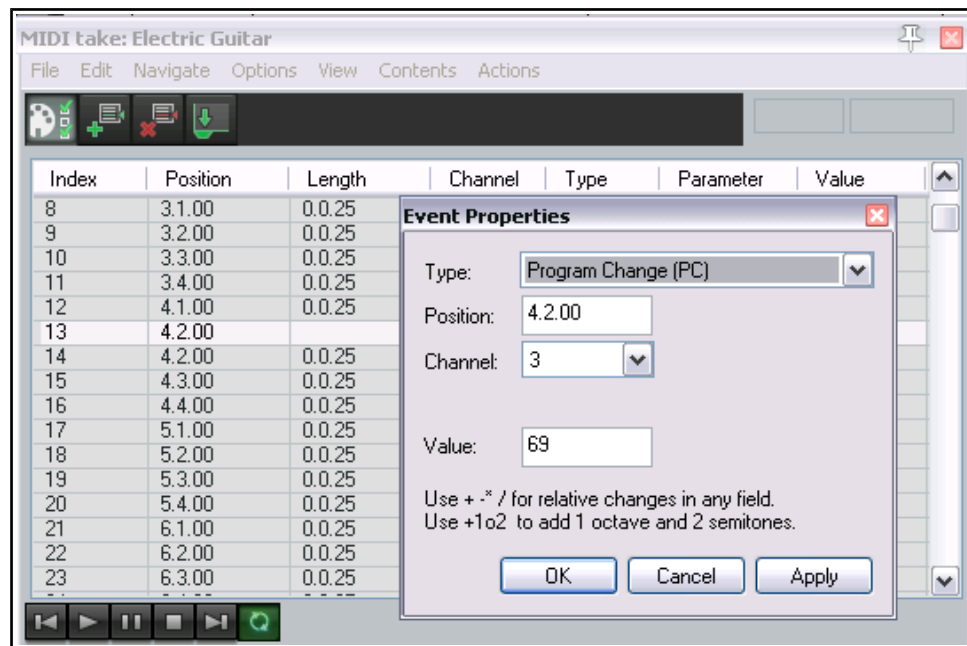 MIDI take: Electric Guitar
File Edit Navigate Options View Contents Actions
Index Position Length Channel Type Parameter Value
8 3.1.00 0.0.25
9 3.2.00 0.0.25
10 3.3.00 0.0.25
11 3.4.00 0.0.25
12 4.1.00 0.0.25
13 4.2.00
14 4.2.00 0.0.25
15 4.3.00 0.0.25
16 4.4.00 0.0.25
17 5.1.00 0.0.25
18 5.2.00 0.0.25
19 5.3.00 0.0.25
20 5.4.00 0.0.25
21 6.1.00 0.0.25
22 6.2.00 0.0.25
23 6.3.00 0.0.25
Event Properties
Type: Program Change (PC)
Position: 4.2.00
Channel: 3
Value: 69
Use + -* / for relative changes in any field.
Use +1o2 to add 1 octave and 2 semitones.
OK Cancel Apply